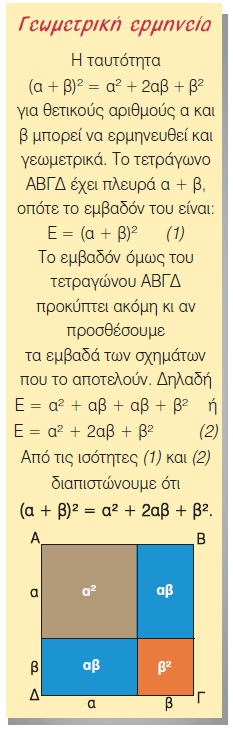 Γεωμετρική ερμηνεία
Η ταυτότητα
(α + β)² = α² + 2αβ + β²
για θετικούς αριθμούς α και
β μπορεί να ερμηνευθεί και
γεωμετρικά. Το τετράγωνο
ΑΒΓΔ έχει πλευρά α + β,
οπότε το εμβαδόν του είναι:
Ε = (α + β)² (1)
Το εμβαδόν όμως του
τετραγώνου ΑΒΓΔ
προκύπτει ακόμη κι αν
προσθέσουμε
τα εμβαδά των σχημάτων
που το αποτελούν. Δηλαδή
Ε = α² + αβ + αβ + β² ή
Ε = α² + 2αβ + β² (2)
Από τις ισότητες (1) και (2)
διαπιστώνουμε ότι
(α + β)² = α² + 2αβ + β².
Α Β
α α² αβ
β αβ β²
Δ α β Γ